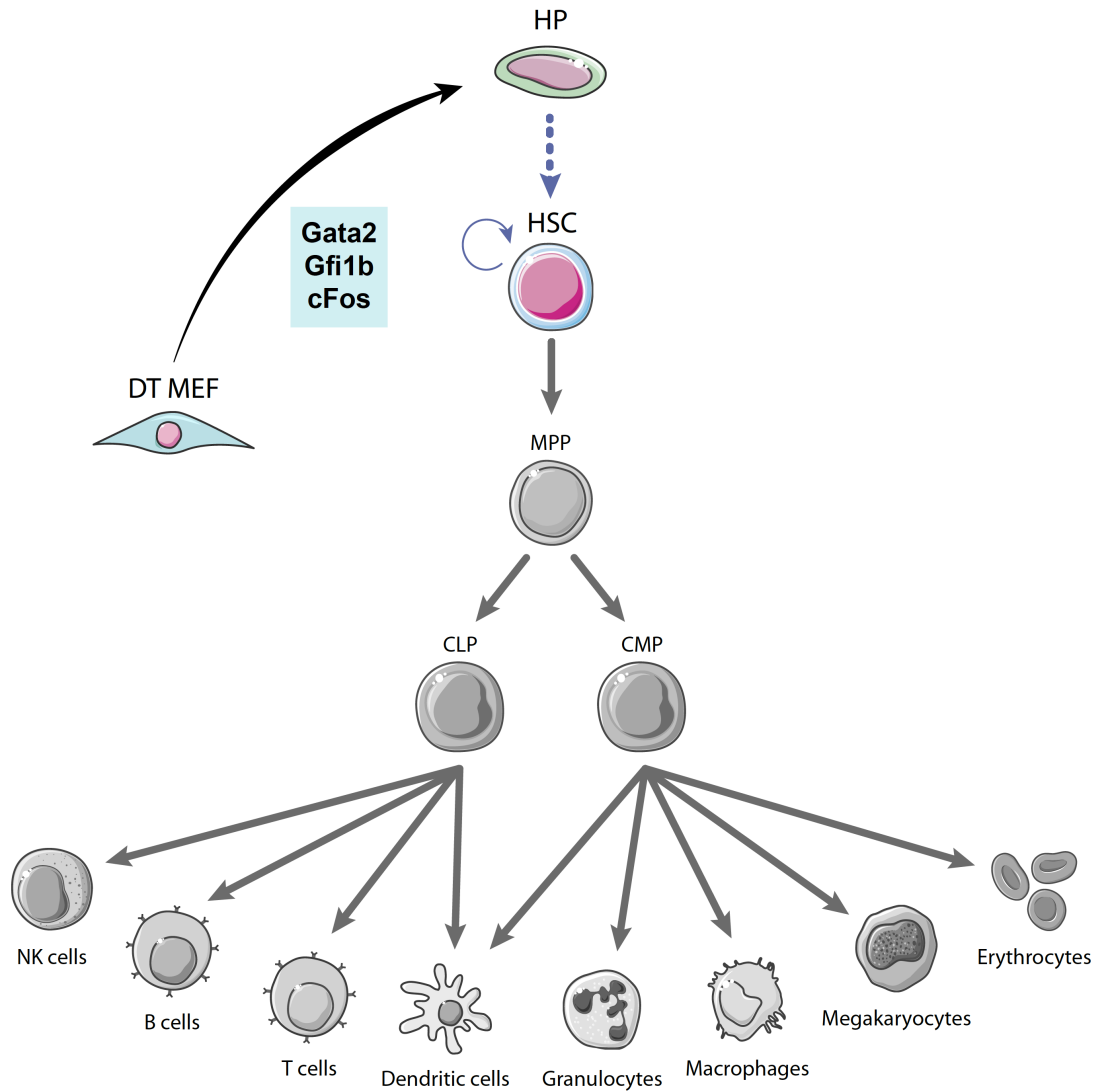 HP
HSC
Gata2
Gfi1b
cFos
DT MEF
MPP
CLP
CMP
NK cells
B cells
T cells
Dendritic cells
Granulocytes
Macrophages
Megakaryocytes
Erythrocytes